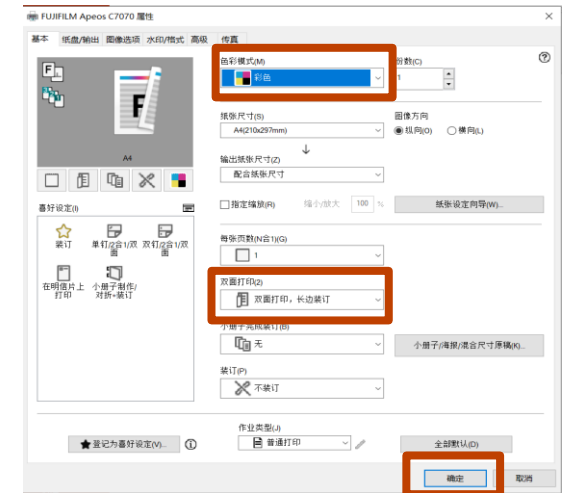 FUJIFILM Apeos C7070 属性
基本 纸盘/输出 图像选项 水印/格式 高级 传真
色彩模式(M)
彩色
份数(C)
1
纸张尺寸(S)
A4(210x297mm)
图像方向
纵向(O) 横向(L)
A4
输出纸张尺寸(Z)
配合纸张尺寸
指定缩放(R) 缩小/放大 100 %
纸张设定向导(W)...
喜好设定(I)
装订
单钉/2合1/双面
双钉/2合1/双面
在明信片上打印
小册子制作/对折+装订
每张页数(N合1)(G)
1
双面打印(2)
双面打印，长边装订
小册子完成装订(B)
无
小册子/海报/混合尺寸原稿(K)...
装订(P)
不装订
作业类型(J)
登记为喜好设定(V)...
普通打印
全部默认(D)
确定 取消